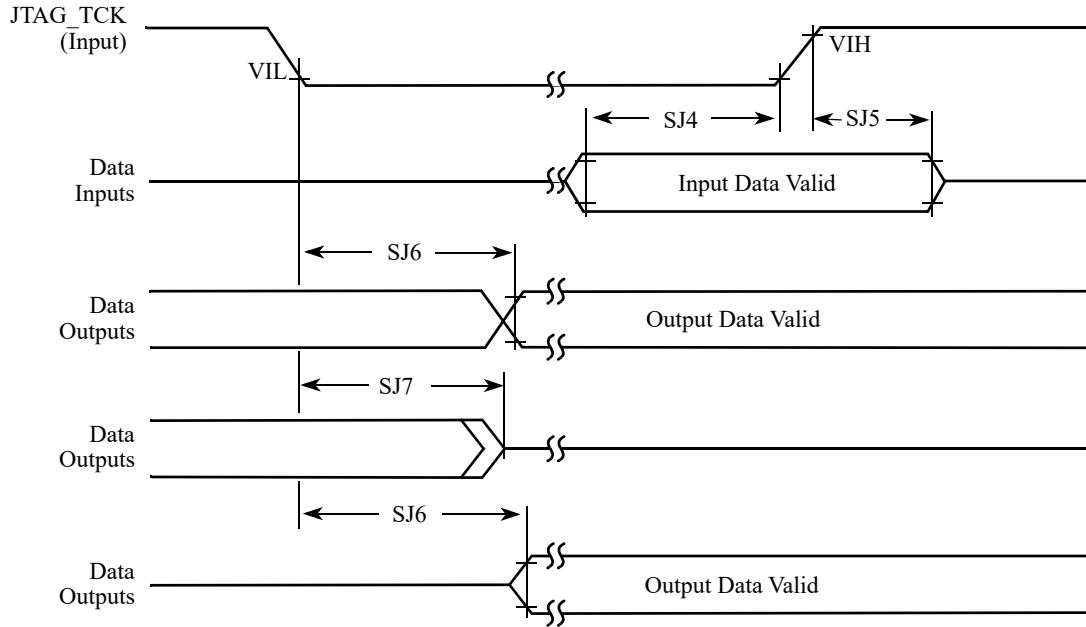 JTAG_TCK
(Input)
VIL
VIH
SJ4
SJ5
Data
Inputs
Input Data Valid
SJ6
Data
Outputs
Output Data Valid
SJ7
Data
Outputs
SJ6
Data
Outputs
Output Data Valid